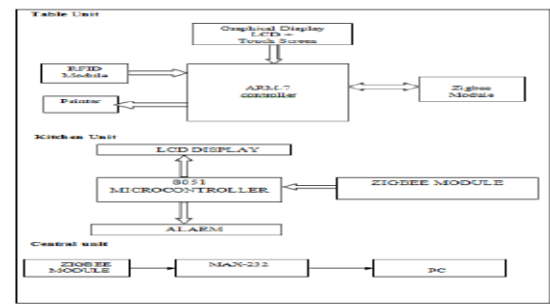 Table Unit
Graphical Display
LCD +
Touch Screen
RFID
Module
ARM-7
controller
Zigbee
Module
Printer
Kitchen Unit
LCD DISPLAY
8051
MICROCONTROLLER
ZIGBEE MODULE
ALARM
Central unit
ZIGBEE
MODULE
MAX-232
PC